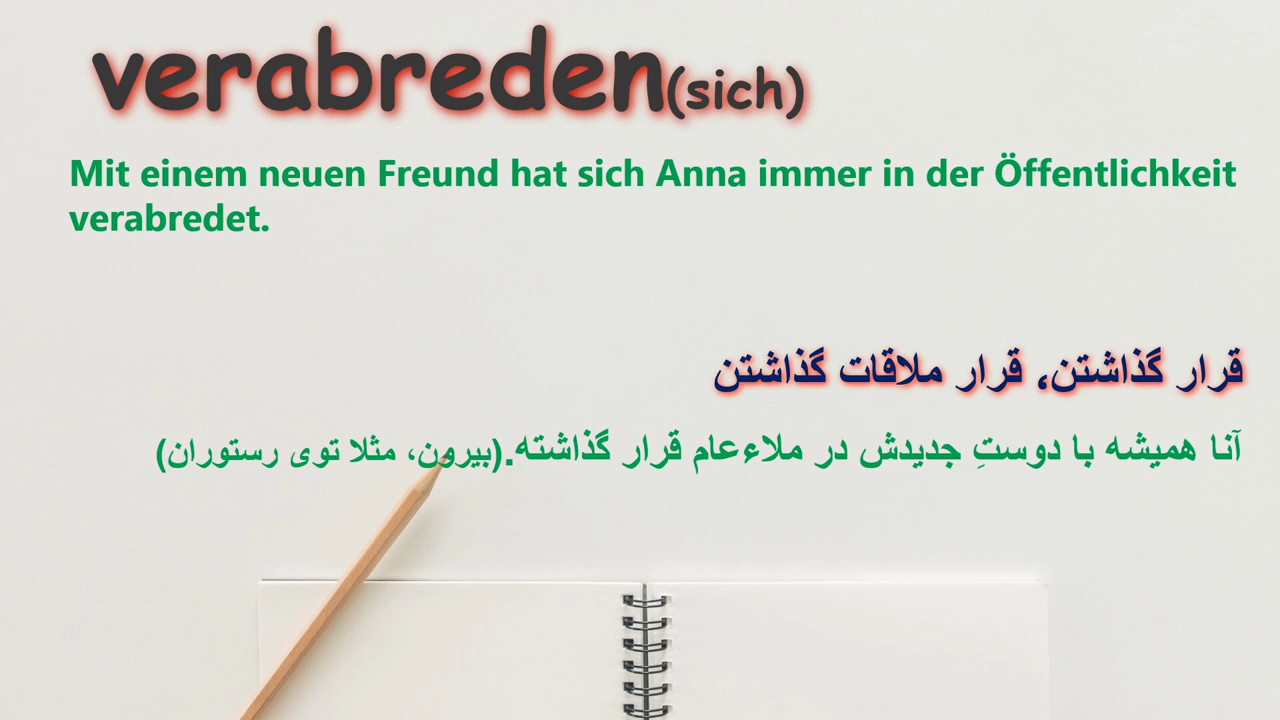 verabreden(sich)
Mit einem neuen Freund hat sich Anna immer in der Öffentlichkeit
verabredet.
قرار گذاشتن، قرار ملاقات گذاشتن
آنا همیشه با دوستِ جدیدش در ملاءعام قرار گذاشته.(بیرون، مثلا توی رستوران)